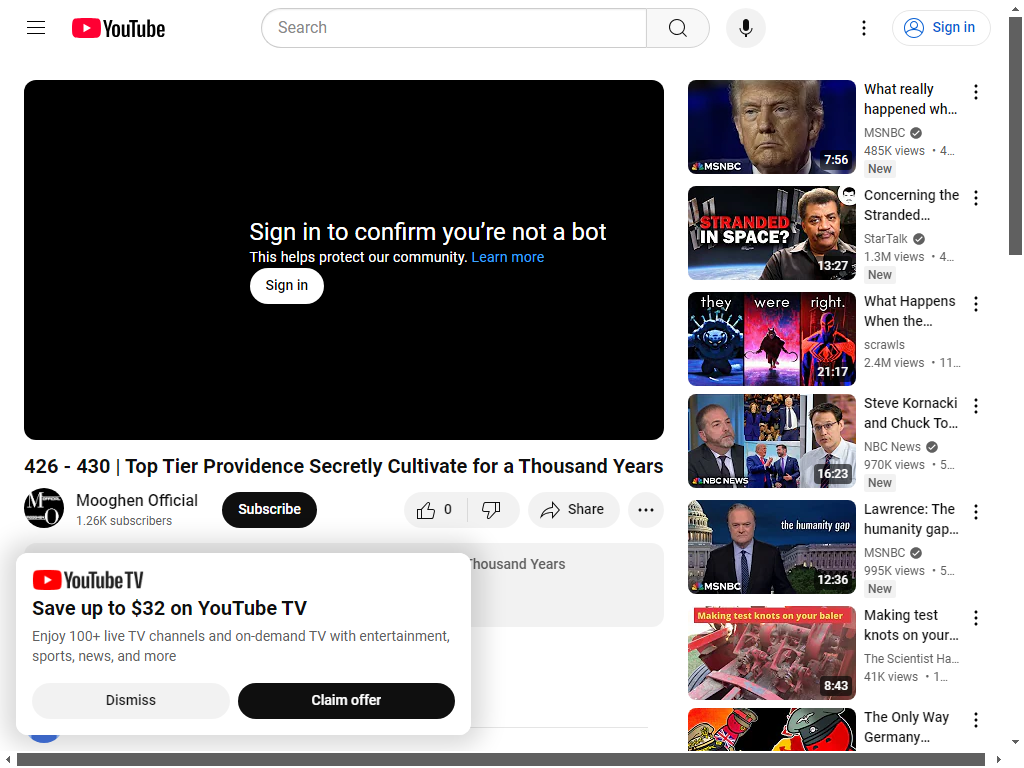 YouTube
Search
Sign in
Sign in to confirm you’re not a bot
This helps protect our community. Learn more
Sign in
426 - 430 | Top Tier Providence Secretly Cultivate for a Thousand Years
Mooghen Official
1.26K subscribers
Subscribe
0
Share
Thousand Years
YouTube TV
Save up to $32 on YouTube TV
Enjoy 100+ live TV channels and on-demand TV with entertainment,
sports, news, and more
Dismiss
Claim offer
MSNBC
7:56
What really
happened wh…
MSNBC
485K views • 4…
New
STRANDED
IN SPACE?
13:27
Concerning the
Stranded…
StarTalk
1.3M views • 4…
New
they were right.
21:17
What Happens
When the…
scrawls
2.4M views • 11…
NBC NEWS
16:23
Steve Kornacki
and Chuck To…
NBC News
970K views • 5…
New
the humanity gap
MSNBC
12:36
Lawrence: The
humanity gap…
MSNBC
995K views • 5…
New
Making test knots on your baler
8:43
Making test
knots on your…
The Scientist Ha…
41K views • 1…
The Only Way
Germany…